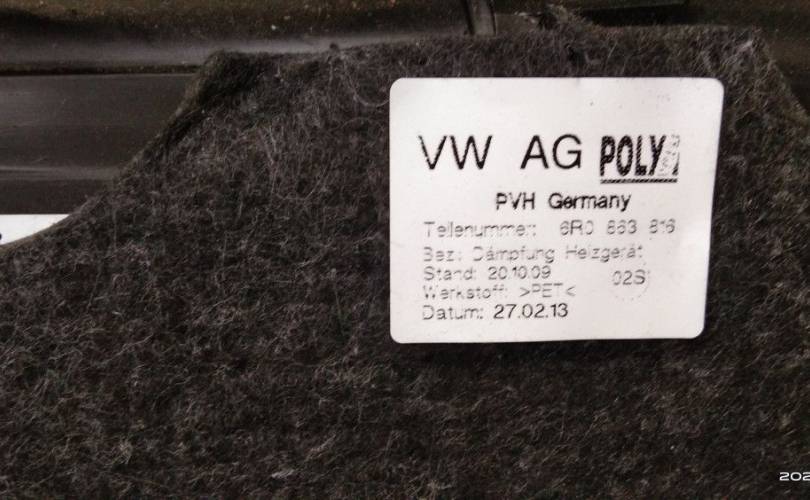 VW AG POLY
PVH Germany
Teilenummer: 6R0 863 816
Bez.: Dämpfung Heizgerät
Stand: 20.10.09 02S
Werkstoff: >PET<
Datum: 27.02.13
202